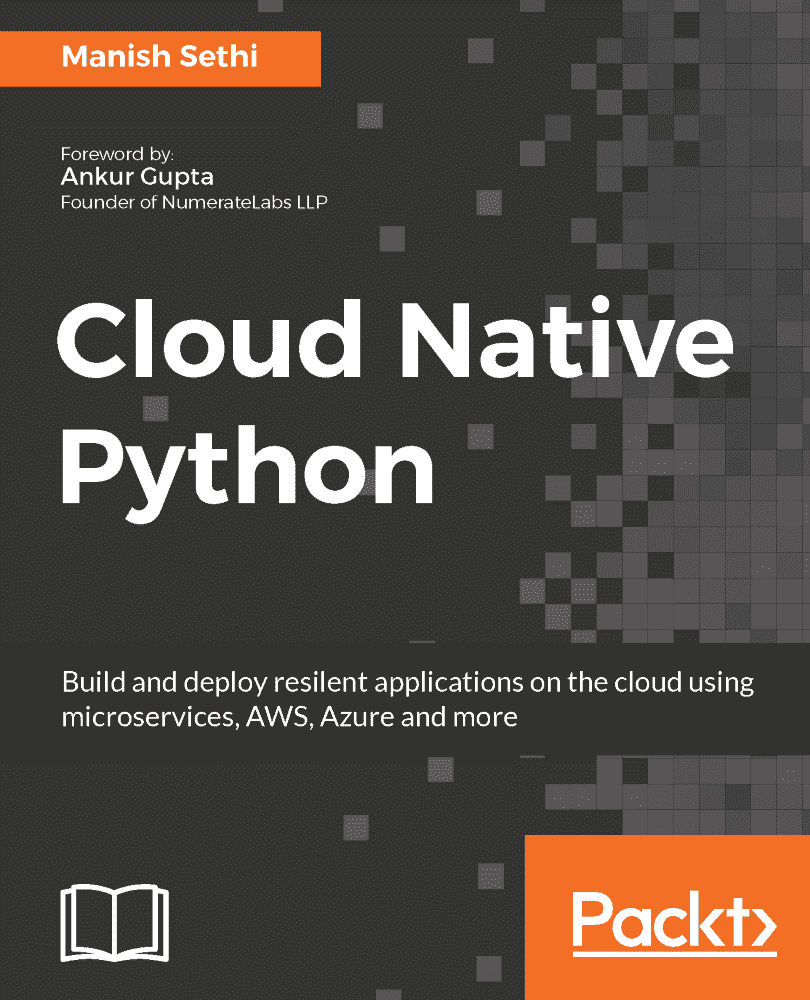 Manish Sethi
Foreword by:
Ankur Gupta
Founder of NumerateLabs LLP
Cloud Native
Python
Build and deploy resilent applications on the cloud using
microservices, AWS, Azure and more
Packt>